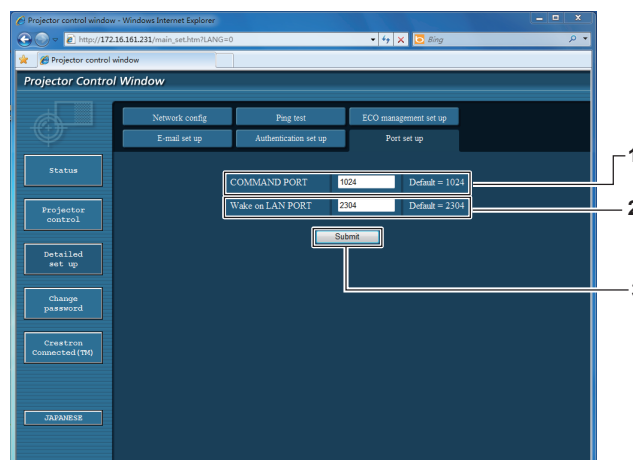 Projector control window - Windows Internet Explorer
http://172.16.161.231/main_set.htm?LANG=0
Bing
Projector control window
Projector Control Window
Network config Ping test ECO management set up
E-mail set up Authentication set up Port set up
Status
Projector control
Detailed set up
Change password
Crestron Connected(TM)
JAPANESE
COMMAND PORT 1024 Default = 1024
Wake on LAN PORT 2304 Default = 2304
Submit
1
2